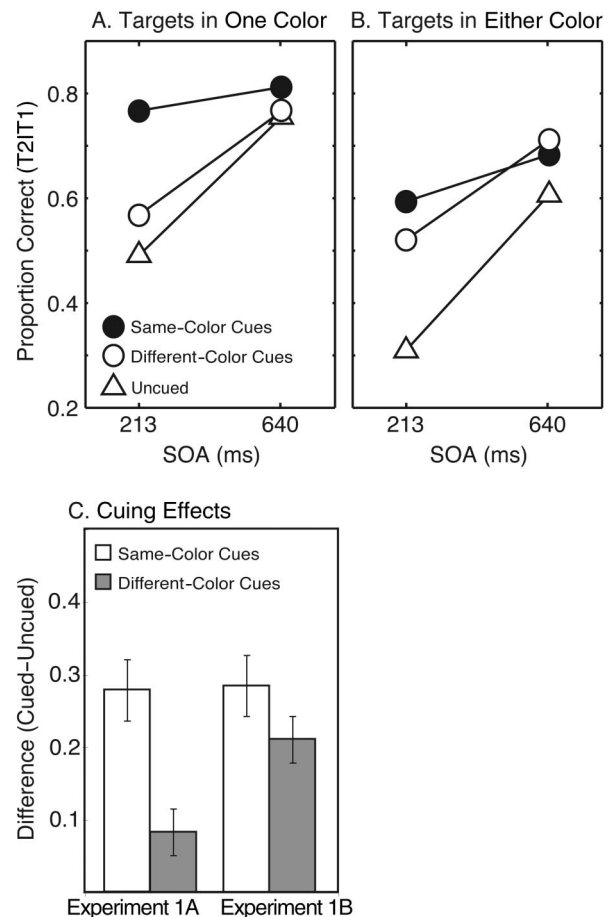 A. Targets in One Color
B. Targets in Either Color
Proportion Correct (T2IT1)
0.8
0.6
0.4
0.2
Same-Color Cues
Different-Color Cues
Uncued
213
640
SOA (ms)
213
640
SOA (ms)
C. Cuing Effects
Difference (Cued-Uncued)
0.4
0.3
0.2
0.1
Same-Color Cues
Different-Color Cues
Experiment 1A
Experiment 1B